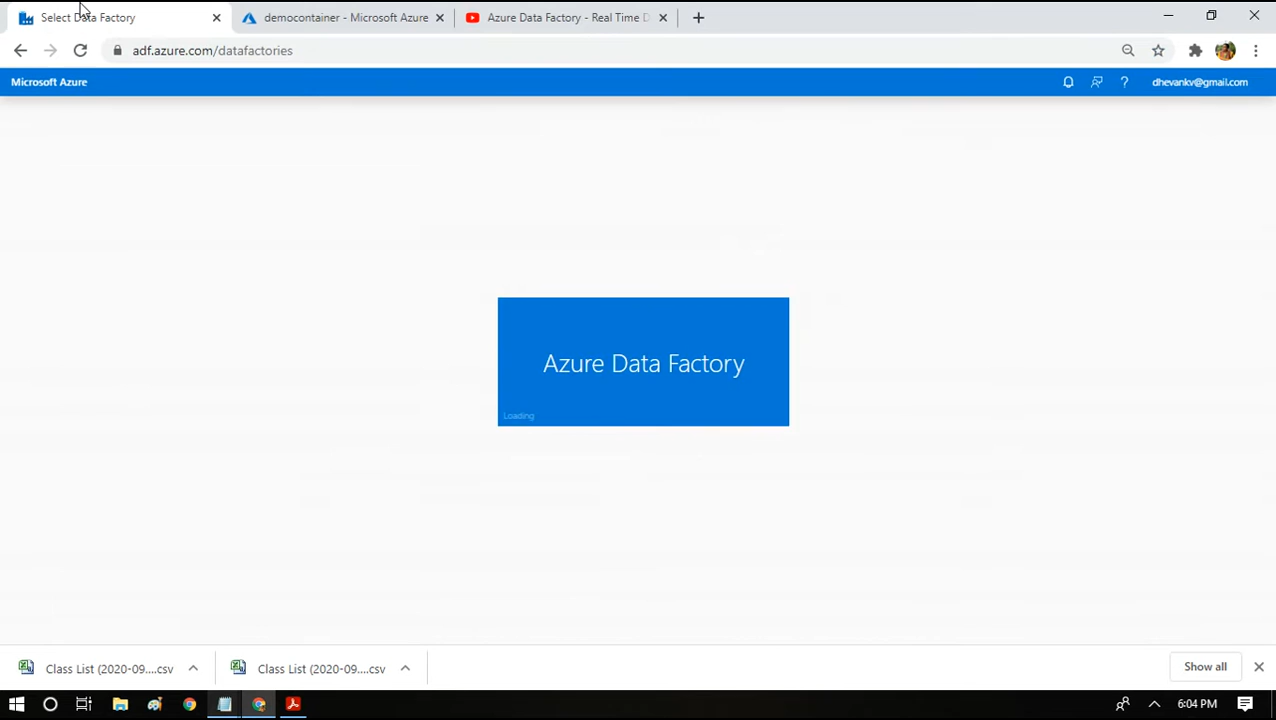 Select Data Factory
democontainer - Microsoft Azure
Azure Data Factory - Real Time D
adf.azure.com/datafactories
Microsoft Azure
dhevankv@gmail.com
Azure Data Factory
Loading
Class List (2020-09....csv
Class List (2020-09....csv
Show all
6:04 PM